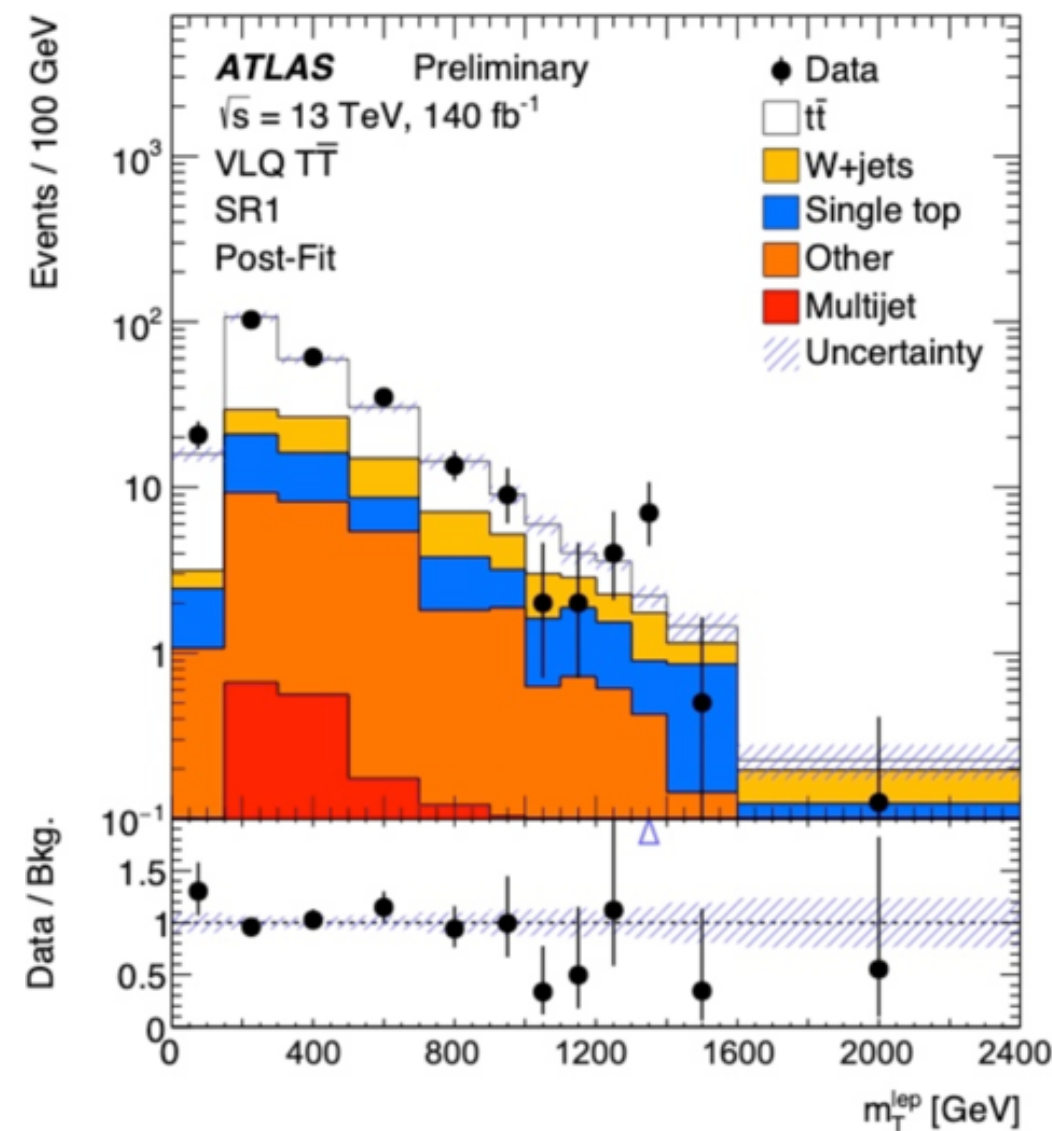 Events / 100 GeV
10³
10²
10
1
10⁻¹
ATLAS Preliminary
√s = 13 TeV, 140 fb⁻¹
VLQ TT̅
SR1
Post-Fit
Data
tt̅
W+jets
Single top
Other
Multijet
Uncertainty
Data / Bkg.
1.5
1
0.5
0
0 400 800 1200 1600 2000 2400
m_T^lep [GeV]